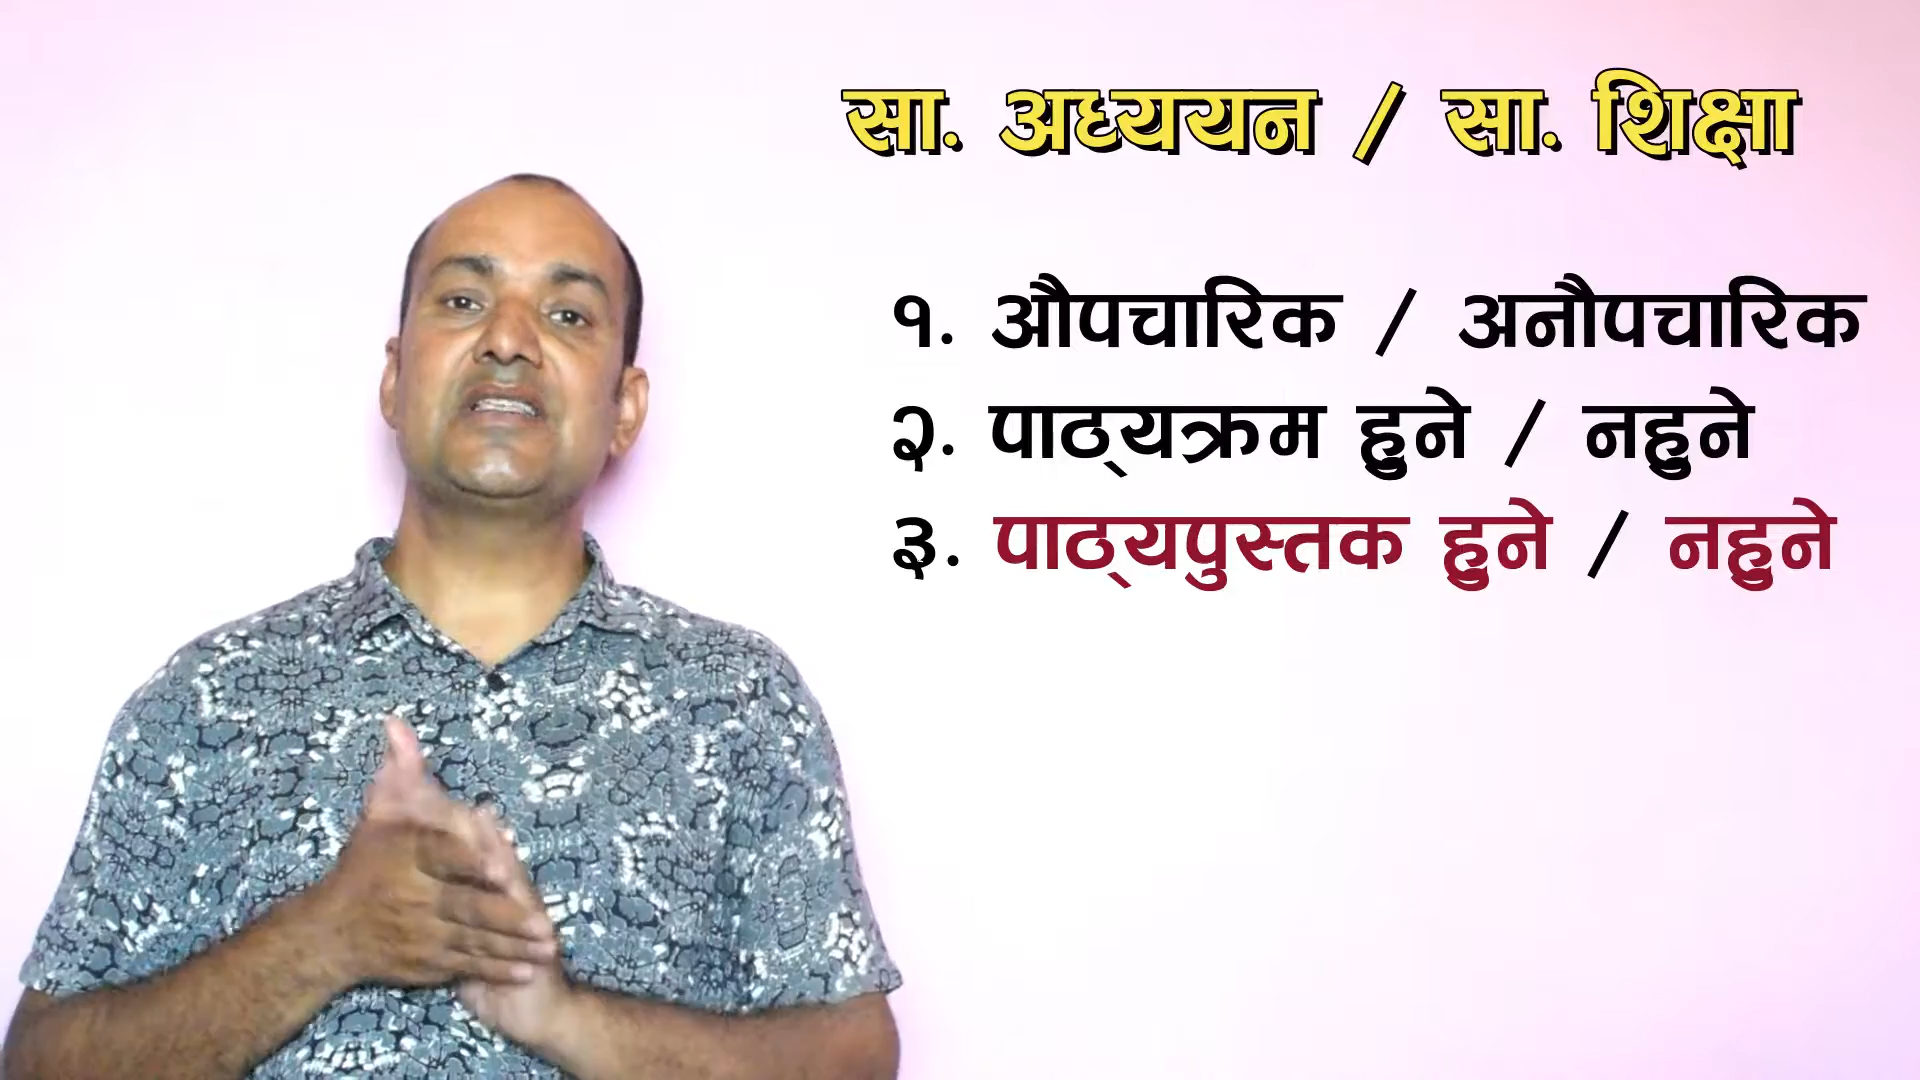 सा. अध्ययन / सा. शिक्षा
१. औपचारिक / अनौपचारिक
२. पाठ्यक्रम हुने / नहुने
३. पाठ्यपुस्तक हुने / नहुने